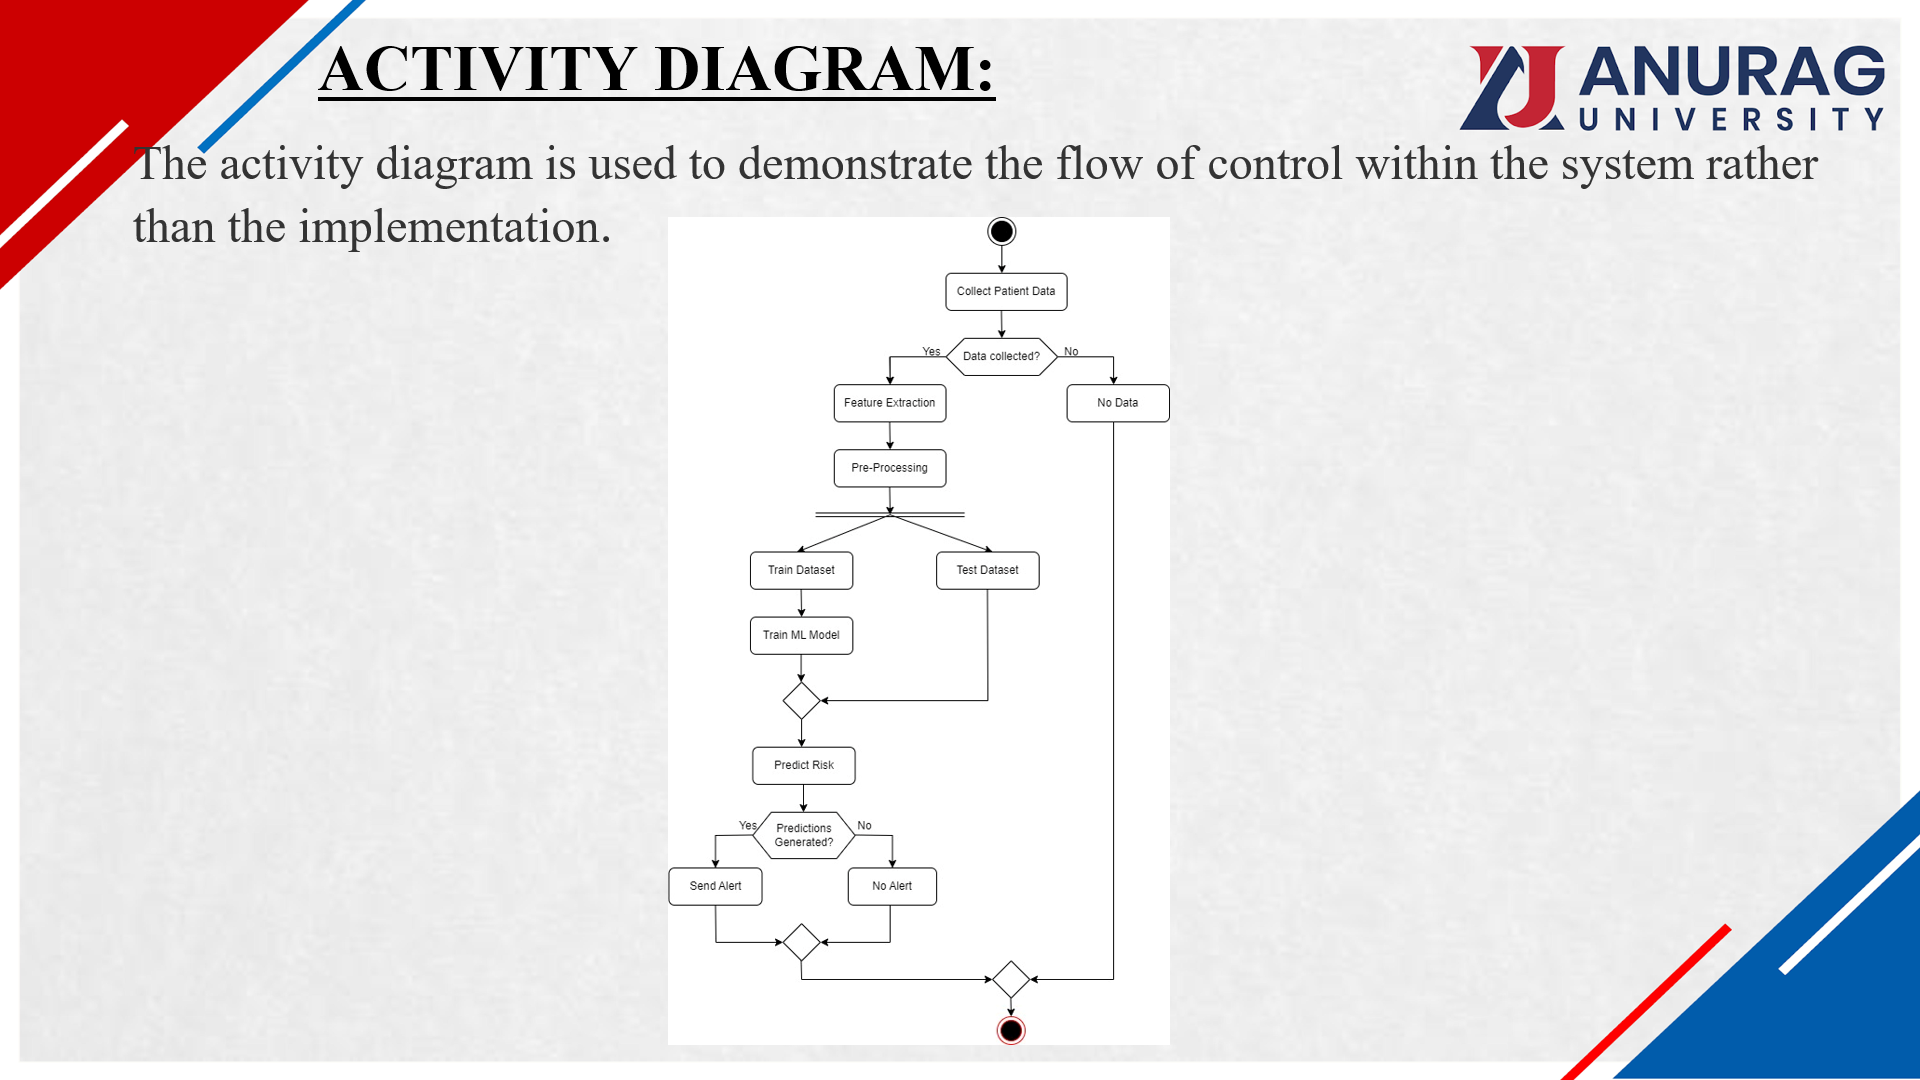 ACTIVITY DIAGRAM:
ANURAG
UNIVERSITY
The activity diagram is used to demonstrate the flow of control within the system rather
than the implementation.
Collect Patient Data
Yes
Data collected?
No
Feature Extraction
No Data
Pre-Processing
Train Dataset
Test Dataset
Train ML Model
Predict Risk
Yes
Predictions
Generated?
No
Send Alert
No Alert